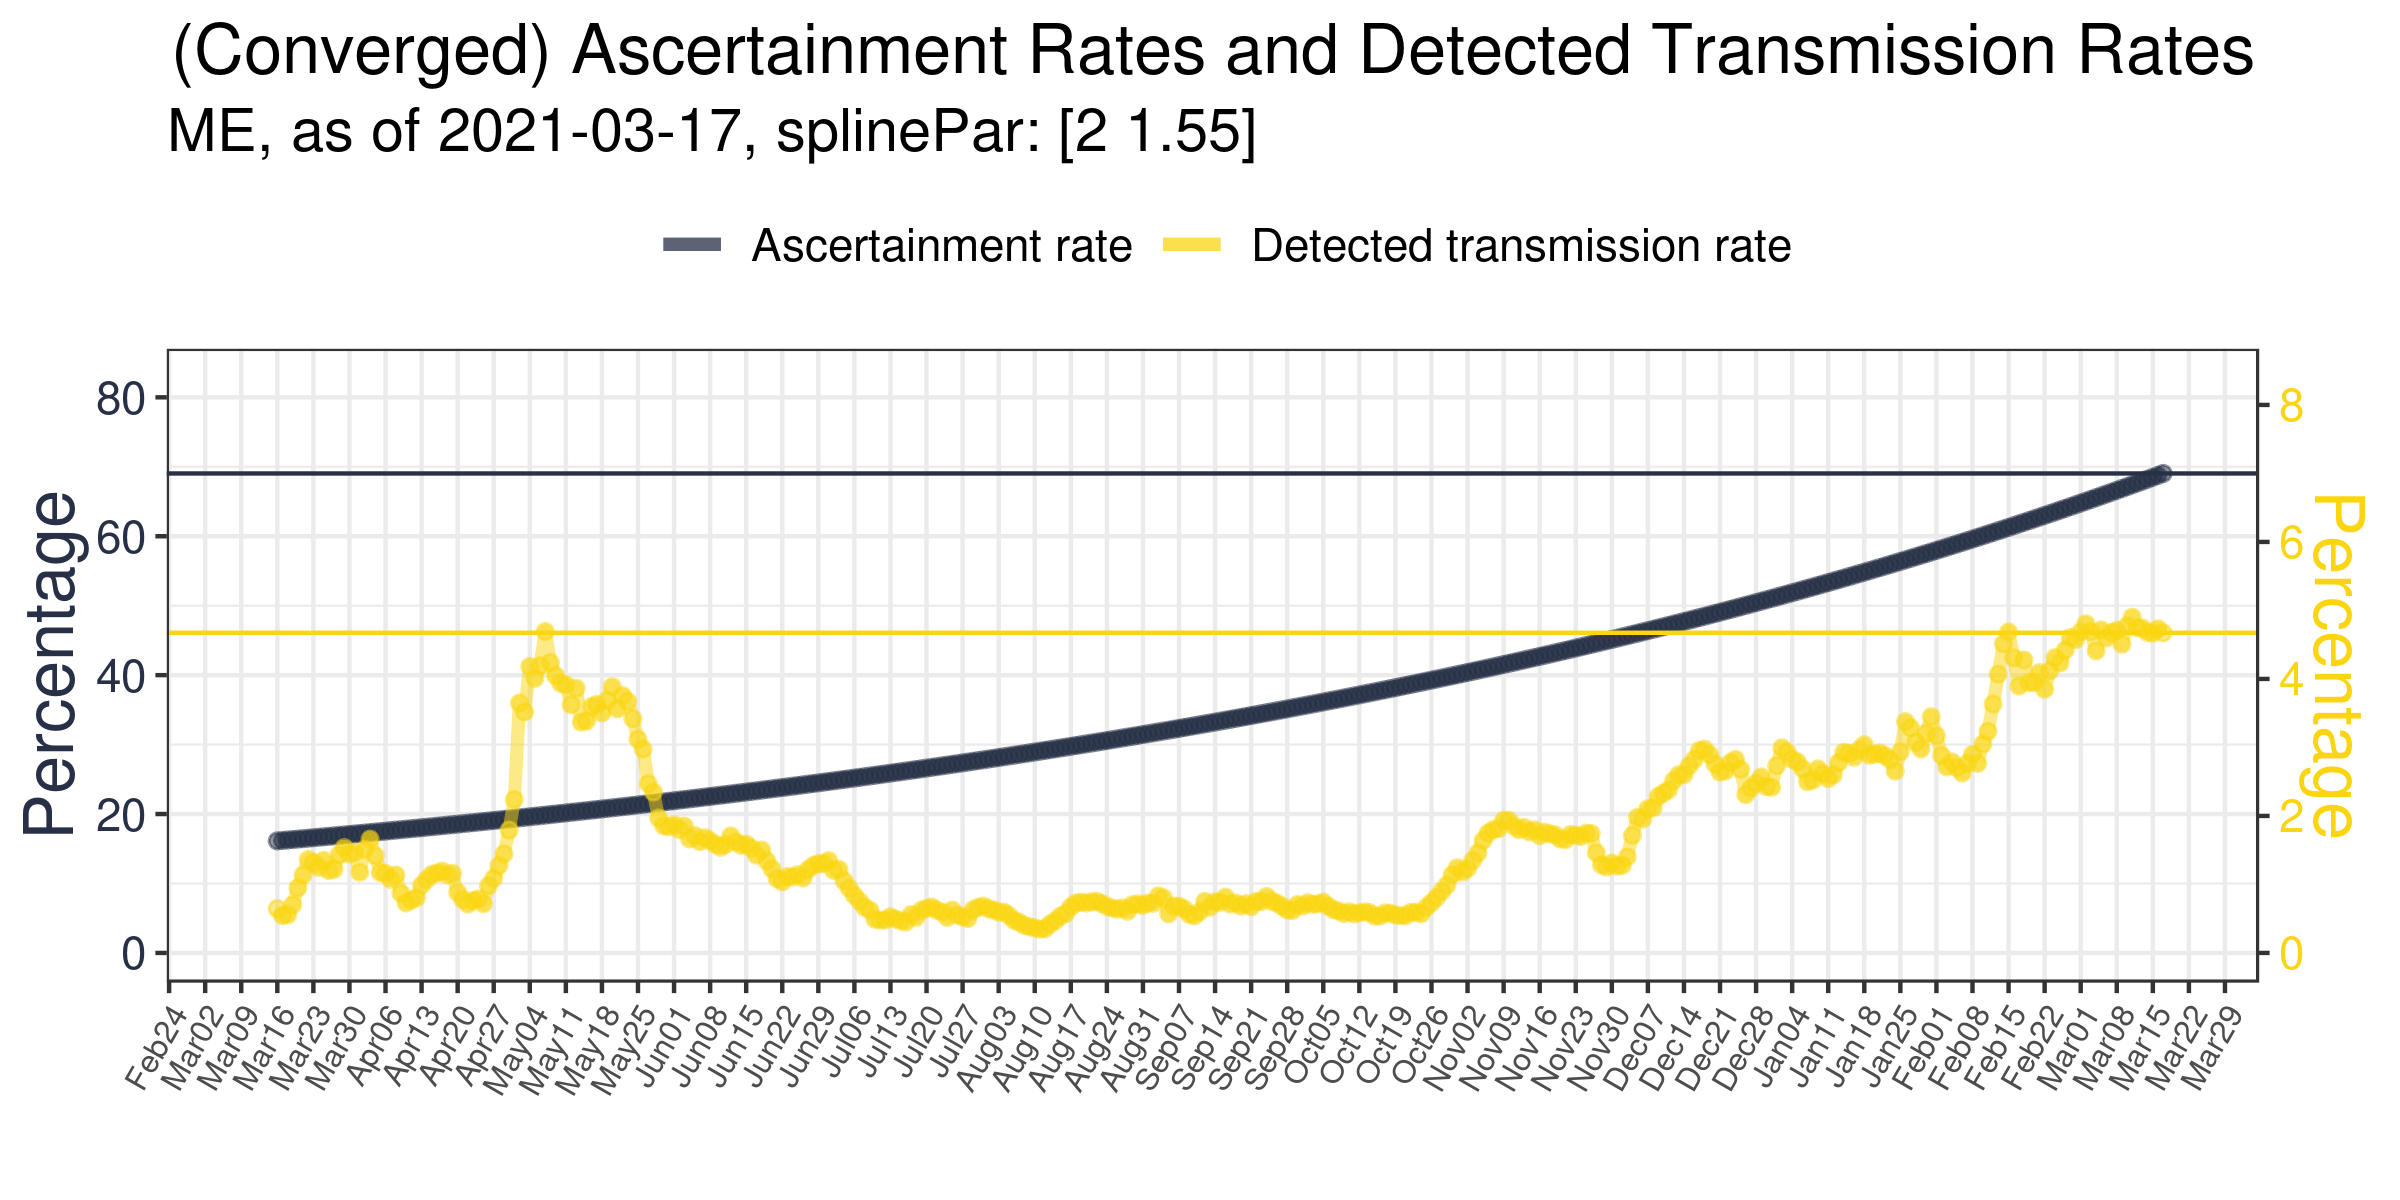 (Converged) Ascertainment Rates and Detected Transmission Rates
ME, as of 2021-03-17, splinePar: [2 1.55]
Ascertainment rate Detected transmission rate
Percentage
80
60
40
20
0
8
6
4
2
0
Percentage
Feb24 Mar02 Mar09 Mar16 Mar23 Mar30 Apr06 Apr13 Apr20 Apr27 May04 May11 May18 May25 Jun01 Jun08 Jun15 Jun22 Jun29 Jul06 Jul13 Jul20 Jul27 Aug03 Aug10 Aug17 Aug24 Aug31 Sep07 Sep14 Sep21 Sep28 Oct05 Oct12 Oct19 Oct26 Nov02 Nov09 Nov16 Nov23 Nov30 Dec07 Dec14 Dec21 Dec28 Jan04 Jan11 Jan18 Jan25 Feb01 Feb08 Feb15 Feb22 Mar01 Mar08 Mar15 Mar22 Mar29